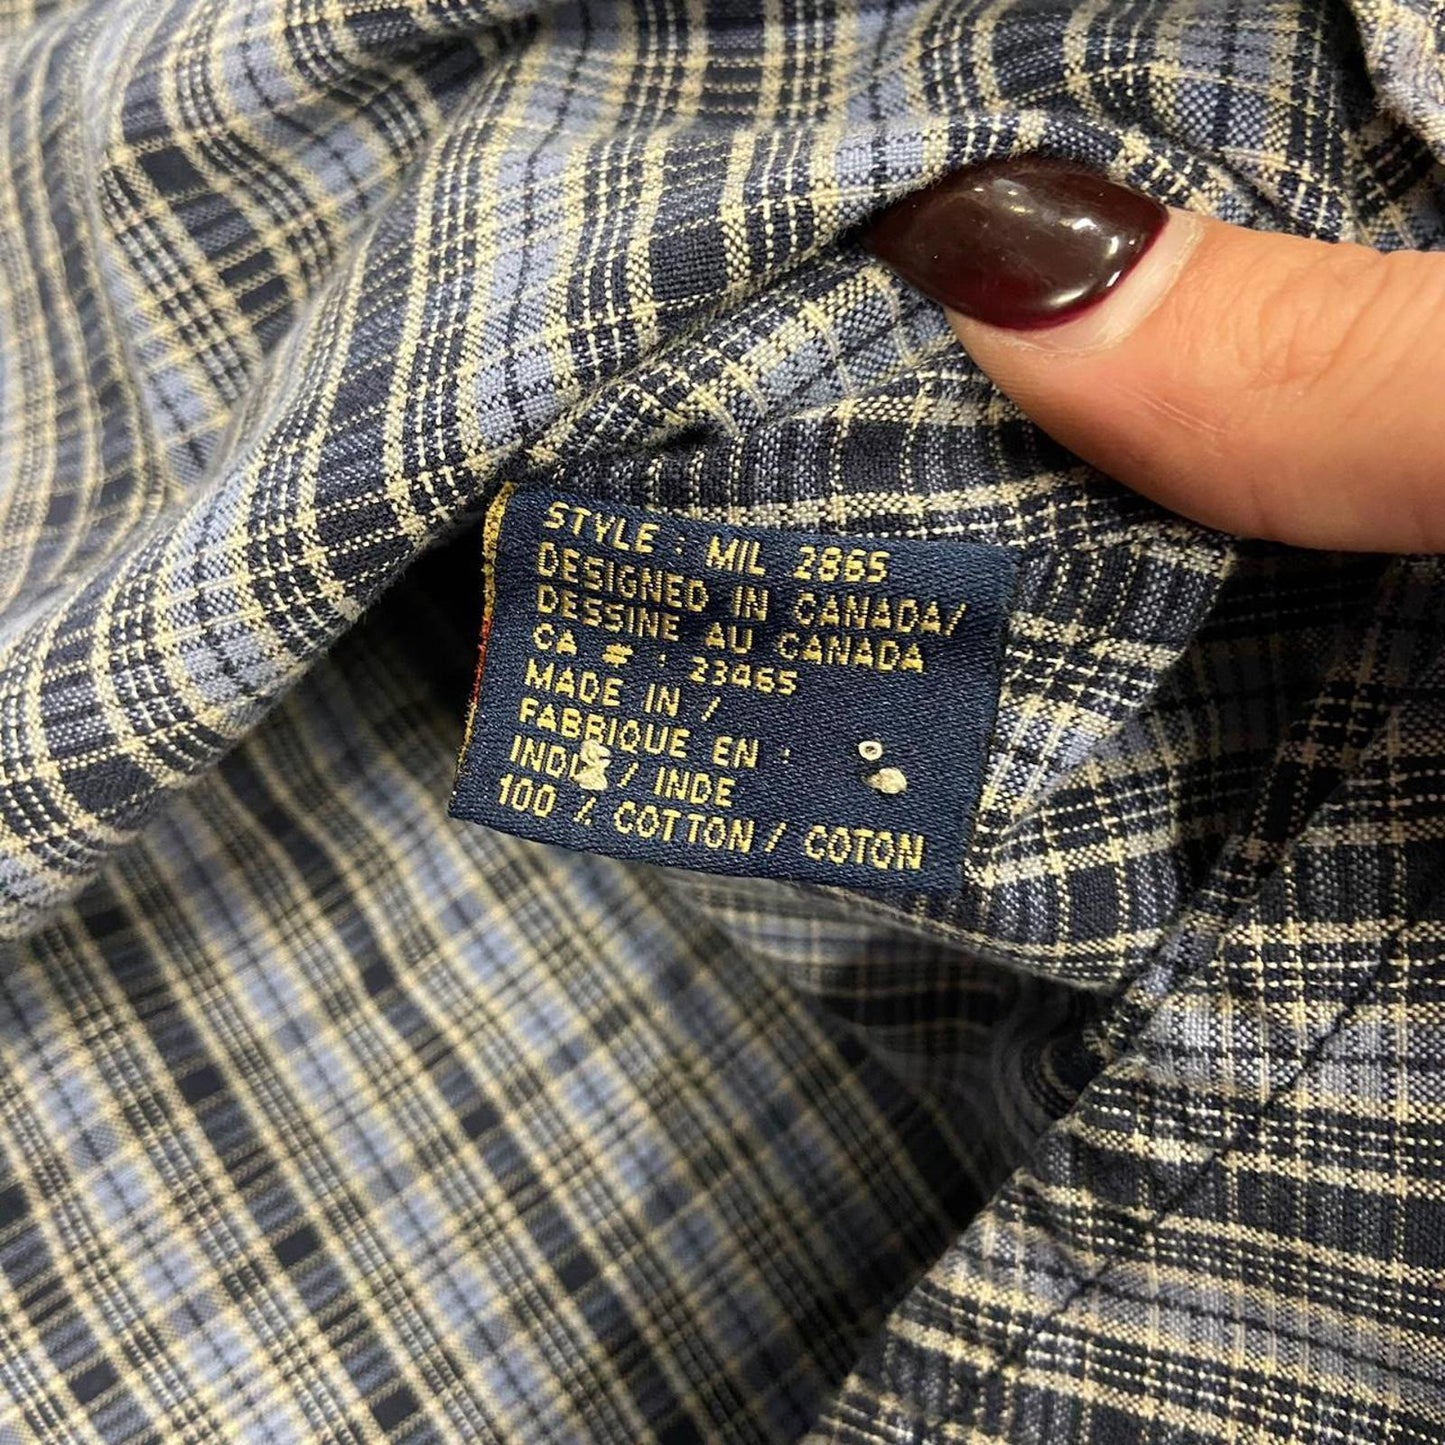 STYLE : MIL 2865
DESIGNED IN CANADA/
DESSINE AU CANADA
CA # : 23465
MADE IN /
FABRIQUE EN :
INDIA / INDE
100 % COTTON / COTON